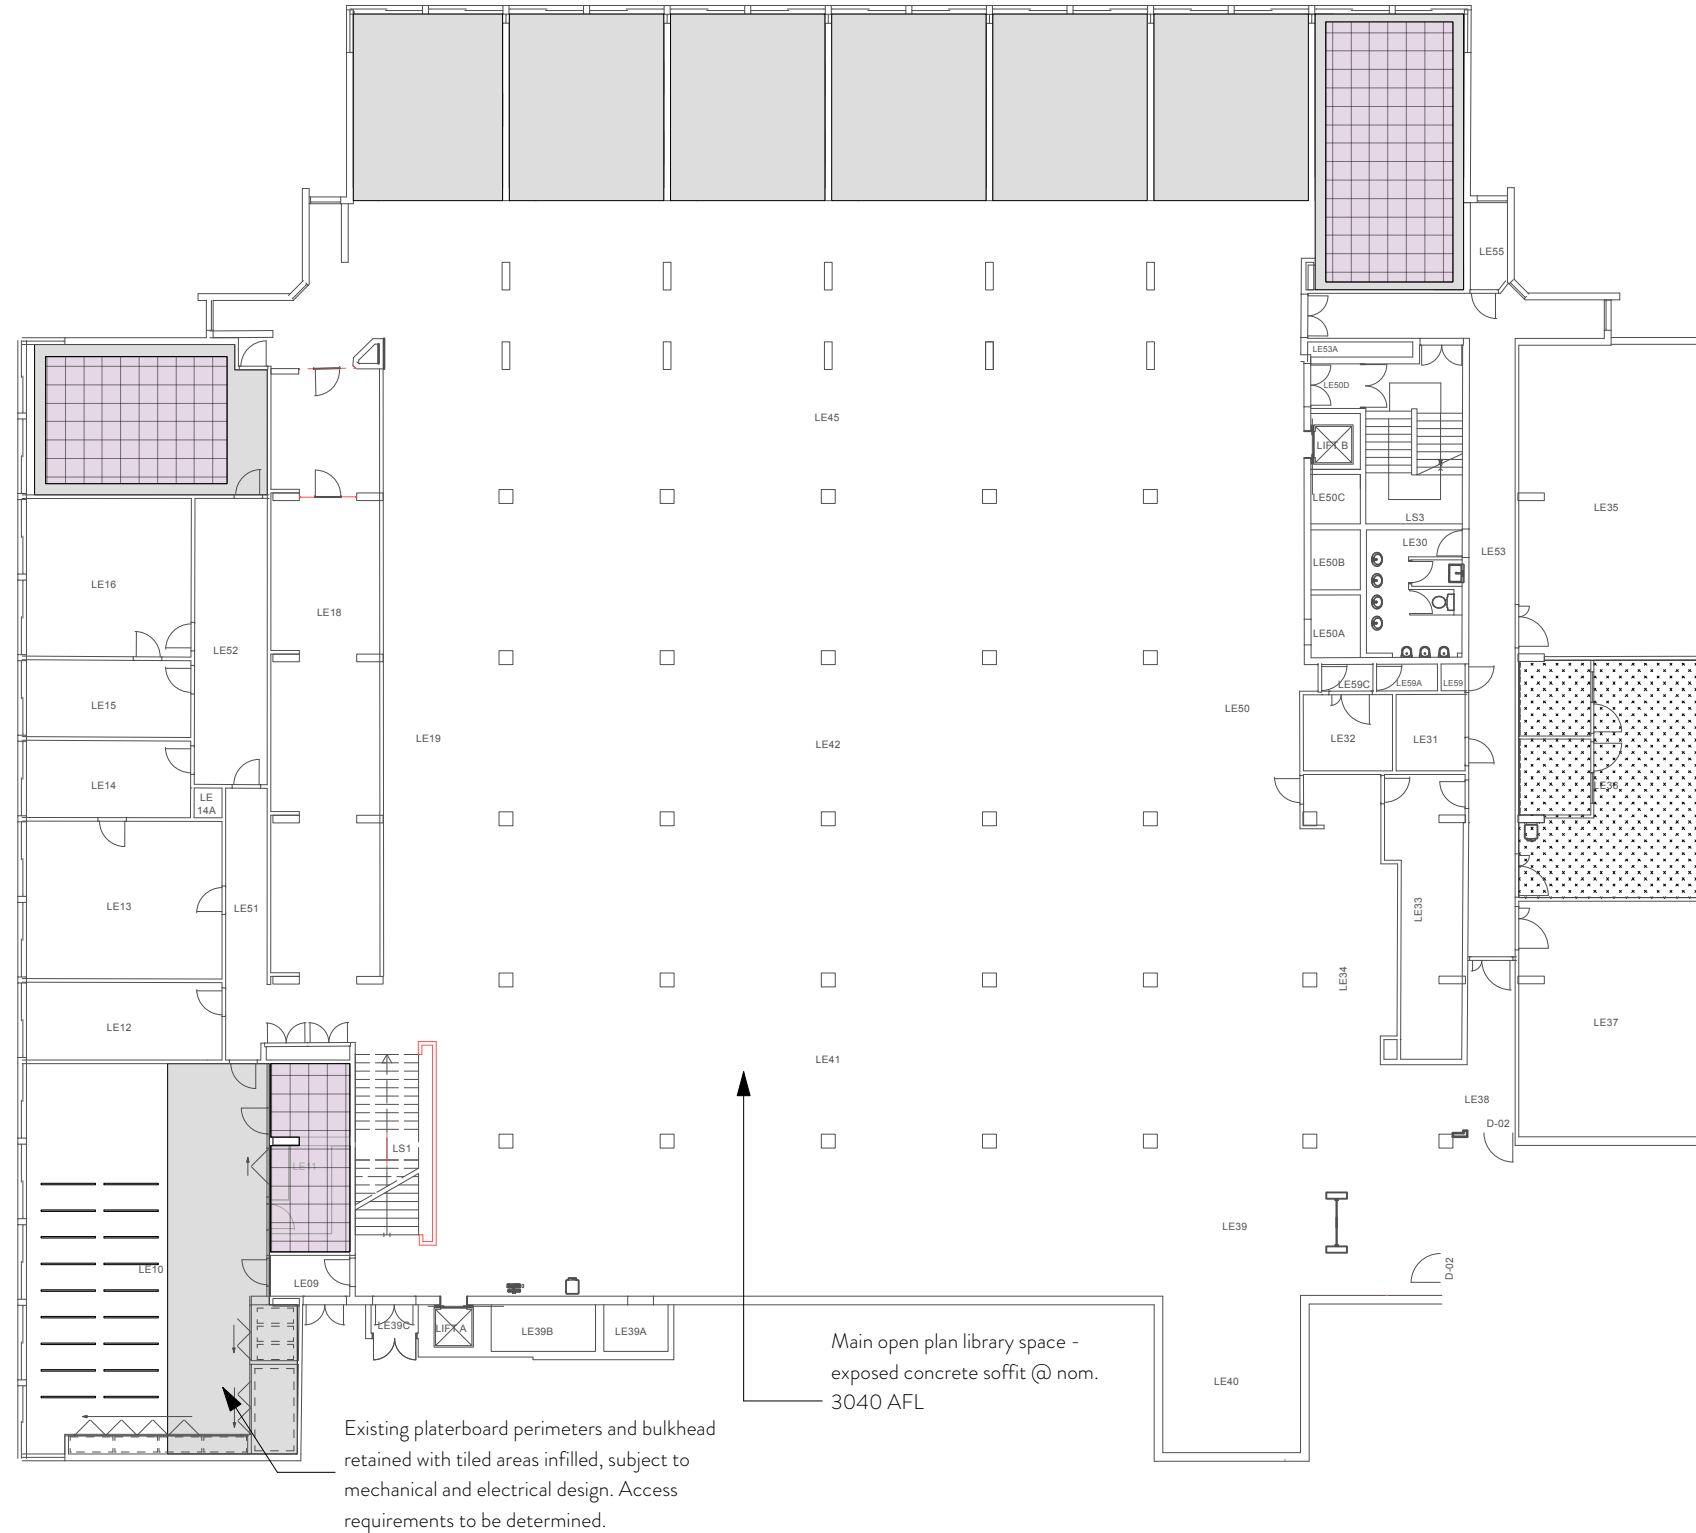 LE55
LE53A
LE50D
LE45
LIFT B
LE50C
LE35
LS3
LE30
LE53
LE50B
LE16
LE18
LE50A
LE52
LE59C
LE59A
LE59
LE15
LE50
LE19
LE42
LE32
LE31
LE14
LE
14A
LE36
LE13
LE51
LE33
LE34
LE12
LE37
LE41
LE38
D-02
LS1
LE11
LE39
LE10
D-02
LE09
LE39C
LIFT A
LE39B
LE39A
Main open plan library space -
exposed concrete soffit @ nom.
3040 AFL
LE40
Existing platerboard perimeters and bulkhead
retained with tiled areas infilled, subject to
mechanical and electrical design. Access
requirements to be determined.